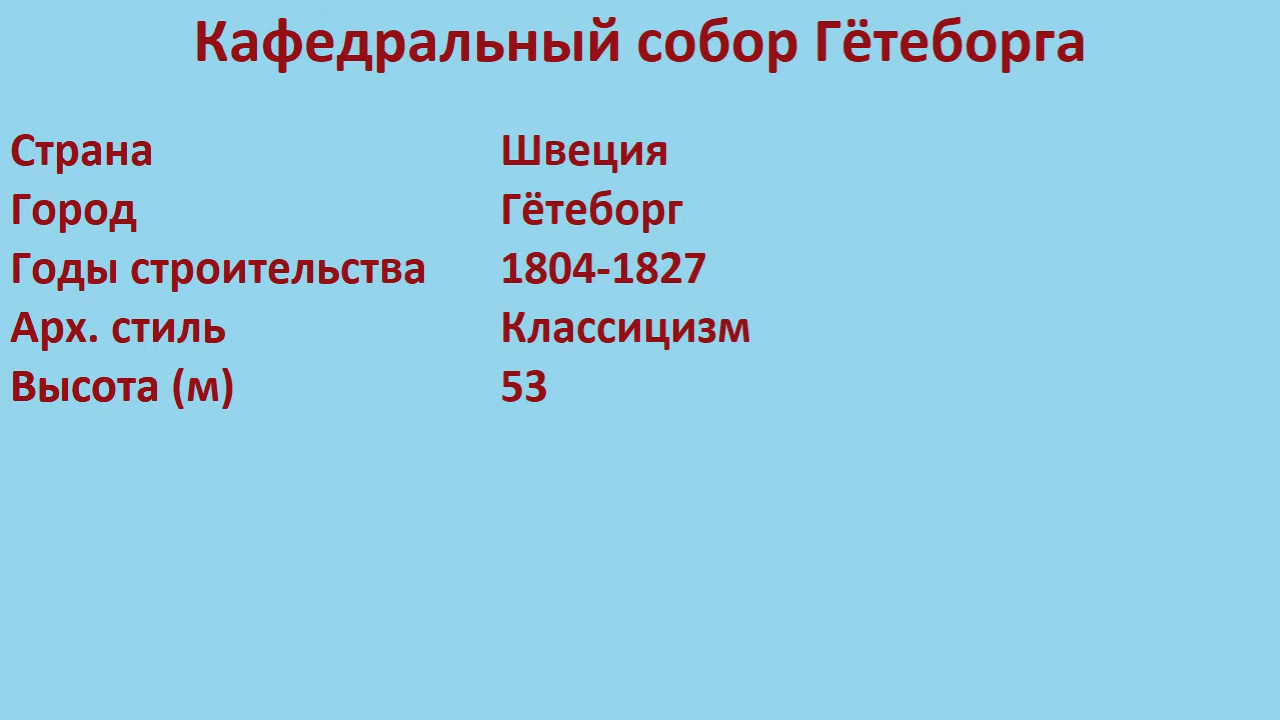 Кафедральный собор Гётеборга
Страна Швеция
Город Гётеборг
Годы строительства 1804-1827
Арх. стиль Классицизм
Высота (м) 53